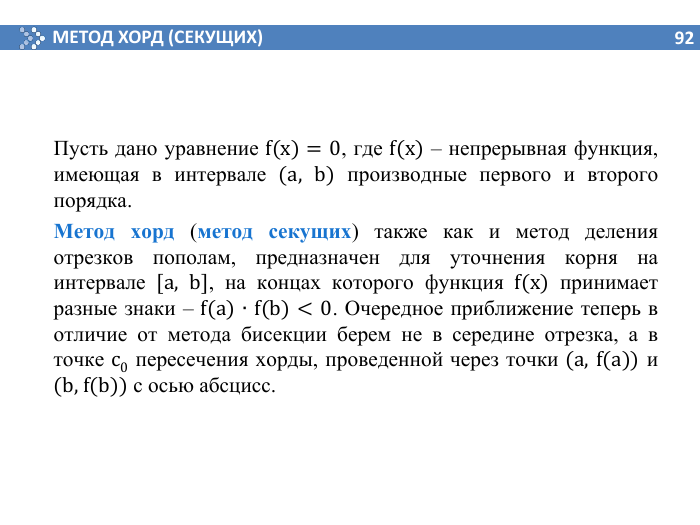 МЕТОД ХОРД (СЕКУЩИХ)
92
Пусть дано уравнение f(x) = 0, где f(x) – непрерывная функция,
имеющая в интервале (a, b) производные первого и второго
порядка.
Метод хорд (метод секущих) также как и метод деления
отрезков пополам, предназначен для уточнения корня на
интервале [a, b], на концах которого функция f(x) принимает
разные знаки – f(a) · f(b) < 0. Очередное приближение теперь в
отличие от метода бисекции берем не в середине отрезка, а в
точке c₀ пересечения хорды, проведенной через точки (a, f(a)) и
(b, f(b)) с осью абсцисс.